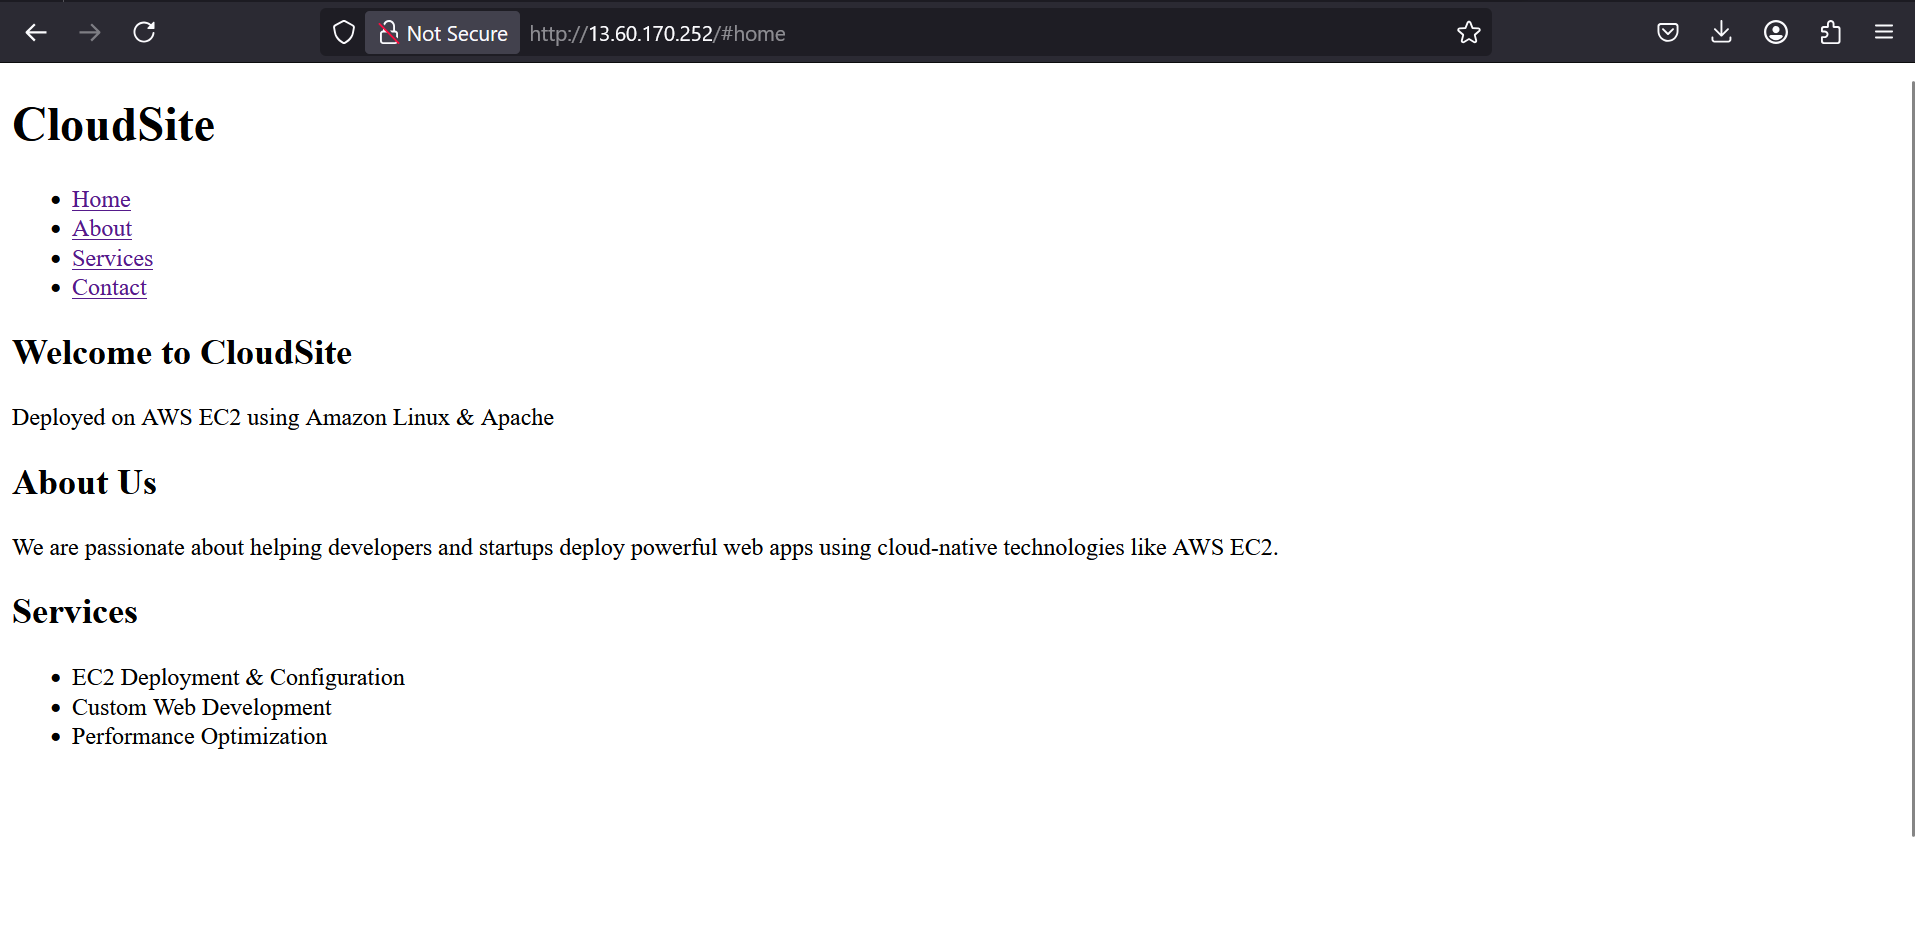 Not Secure http://13.60.170.252/#home
CloudSite
Home
About
Services
Contact
Welcome to CloudSite
Deployed on AWS EC2 using Amazon Linux & Apache
About Us
We are passionate about helping developers and startups deploy powerful web apps using cloud-native technologies like AWS EC2.
Services
EC2 Deployment & Configuration
Custom Web Development
Performance Optimization